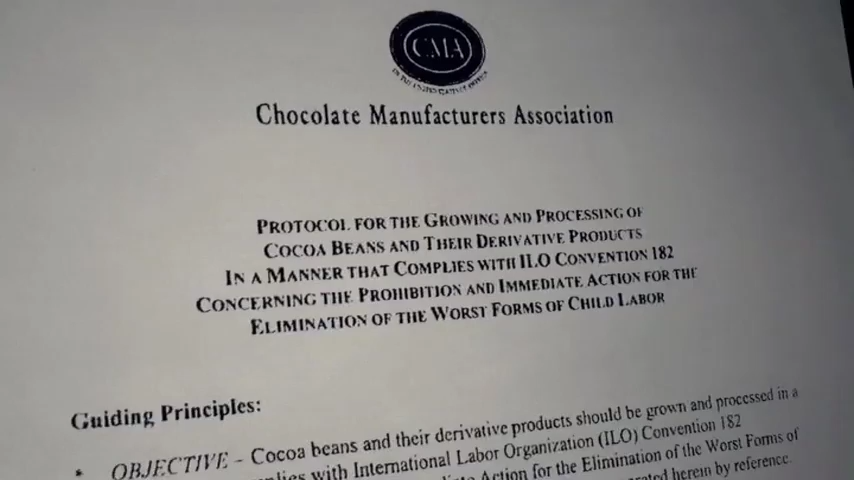 CMA
Chocolate Manufacturers Association
PROTOCOL FOR THE GROWING AND PROCESSING OF
COCOA BEANS AND THEIR DERIVATIVE PRODUCTS
IN A MANNER THAT COMPLIES WITH ILO CONVENTION 182
CONCERNING THE PROHIBITION AND IMMEDIATE ACTION FOR THE
ELIMINATION OF THE WORST FORMS OF CHILD LABOR
Guiding Principles:
* OBJECTIVE – Cocoa beans and their derivative products should be grown and processed in a
with International Labor Organization (ILO) Convention 182
Action for the Elimination of the Worst Forms of
herein by reference.